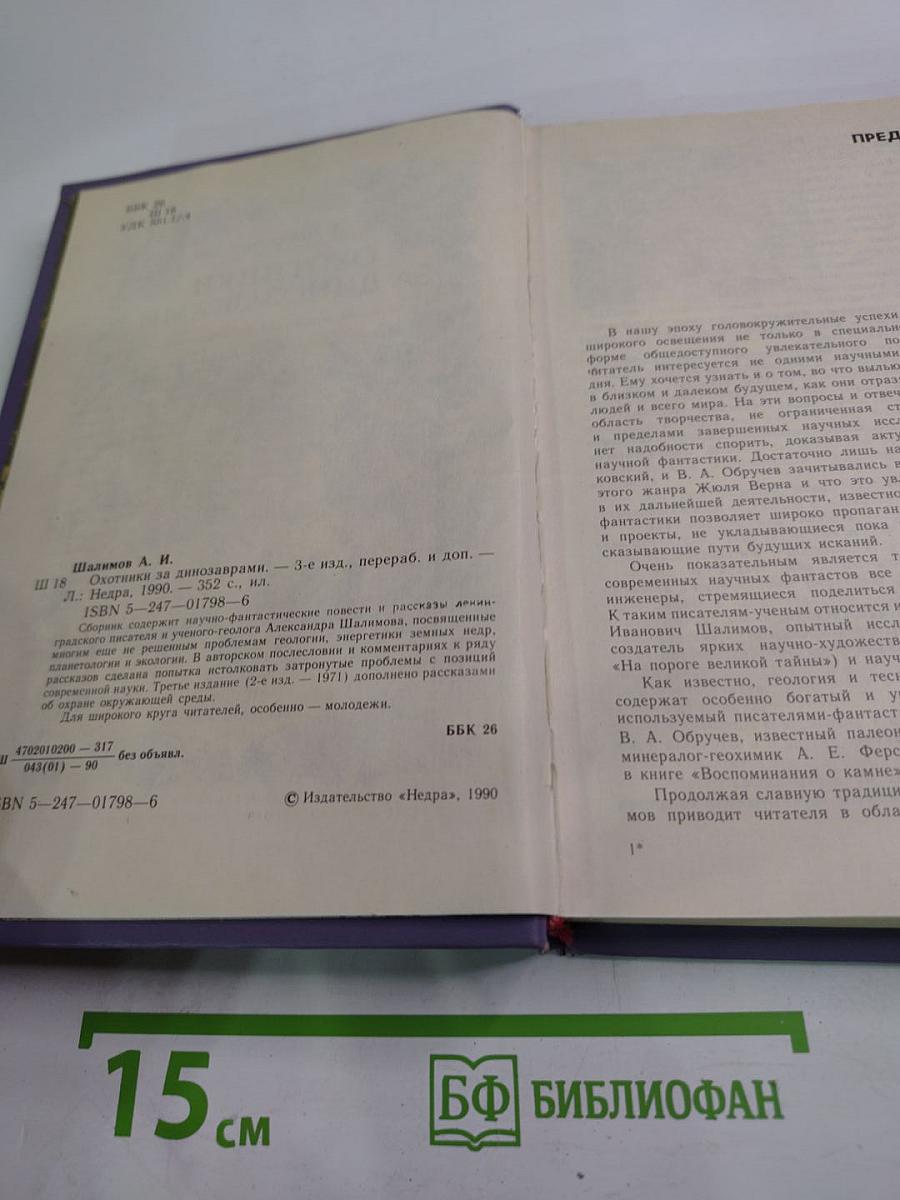 ББК 26
Ш 18
УДК 551.1/.4
Шалимов А. И.
Ш 18 Охотники за динозаврами. — 3-е изд., перераб. и доп. —
Л.: Недра, 1990. — 352 с., ил.
ISBN 5—247—01798—6
Сборник содержит научно-фантастические повести и рассказы ленин-
градского писателя и ученого-геолога Александра Шалимова, посвященные
многим еще не решенным проблемам геологии, энергетики земных недр,
планетологии и экологии. В авторском послесловии и комментариях к ряду
рассказов сделана попытка истолковать затронутые проблемы с позиций
современной науки. Третье издание (2-е изд. — 1971) дополнено рассказами
об охране окружающей среды.
Для широкого круга читателей, особенно — молодежи.
ББК 26
Ш 4702010200 — 317
043(01) — 90 без объявл.
BN 5—247—01798—6
© Издательство «Недра», 1990
ПРЕД
В нашу эпоху головокружительные успехи
широкого освещения не только в специальн
форме общедоступного увлекательного по
читатель интересуется не одними научными
дня. Ему хочется узнать и о том, во что вылью
в близком и далеком будущем, как они отраз
людей и всего мира. На эти вопросы и отвеч
область творчества, не ограниченная ст
и пределами завершенных научных иссл
нет надобности спорить, доказывая акту
научной фантастики. Достаточно лишь на
ковский, и В. А. Обручев зачитывались в
этого жанра Жюля Верна и что это увл
в их дальнейшей деятельности, известно
фантастики позволяет широко пропаган
и проекты, не укладывающиеся пока
сказывающие пути будущих исканий.
Очень показательным является т
современных научных фантастов все
инженеры, стремящиеся поделиться
К таким писателям-ученым относится и
Иванович Шалимов, опытный иссл
создатель ярких научно-художеств
«На пороге великой тайны») и науч
Как известно, геология и тесн
содержат особенно богатый и у
используемый писателями-фантаст
В. А. Обручев, известный палеон
минералог-геохимик А. Е. Ферс
в книге «Воспоминания о камне»
Продолжая славную традици
мов приводит читателя в обла
1*
15 см
БФ БИБЛИОФАН